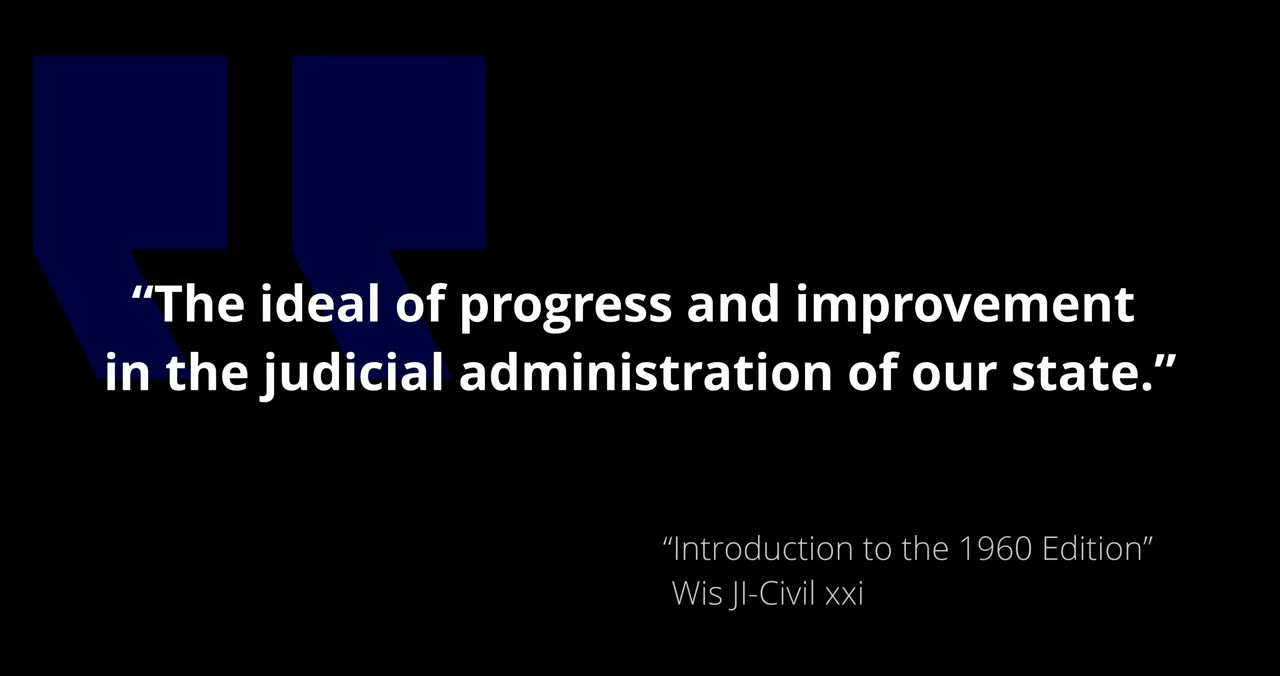 “The ideal of progress and improvement
in the judicial administration of our state.”
“Introduction to the 1960 Edition”
Wis JI-Civil xxi